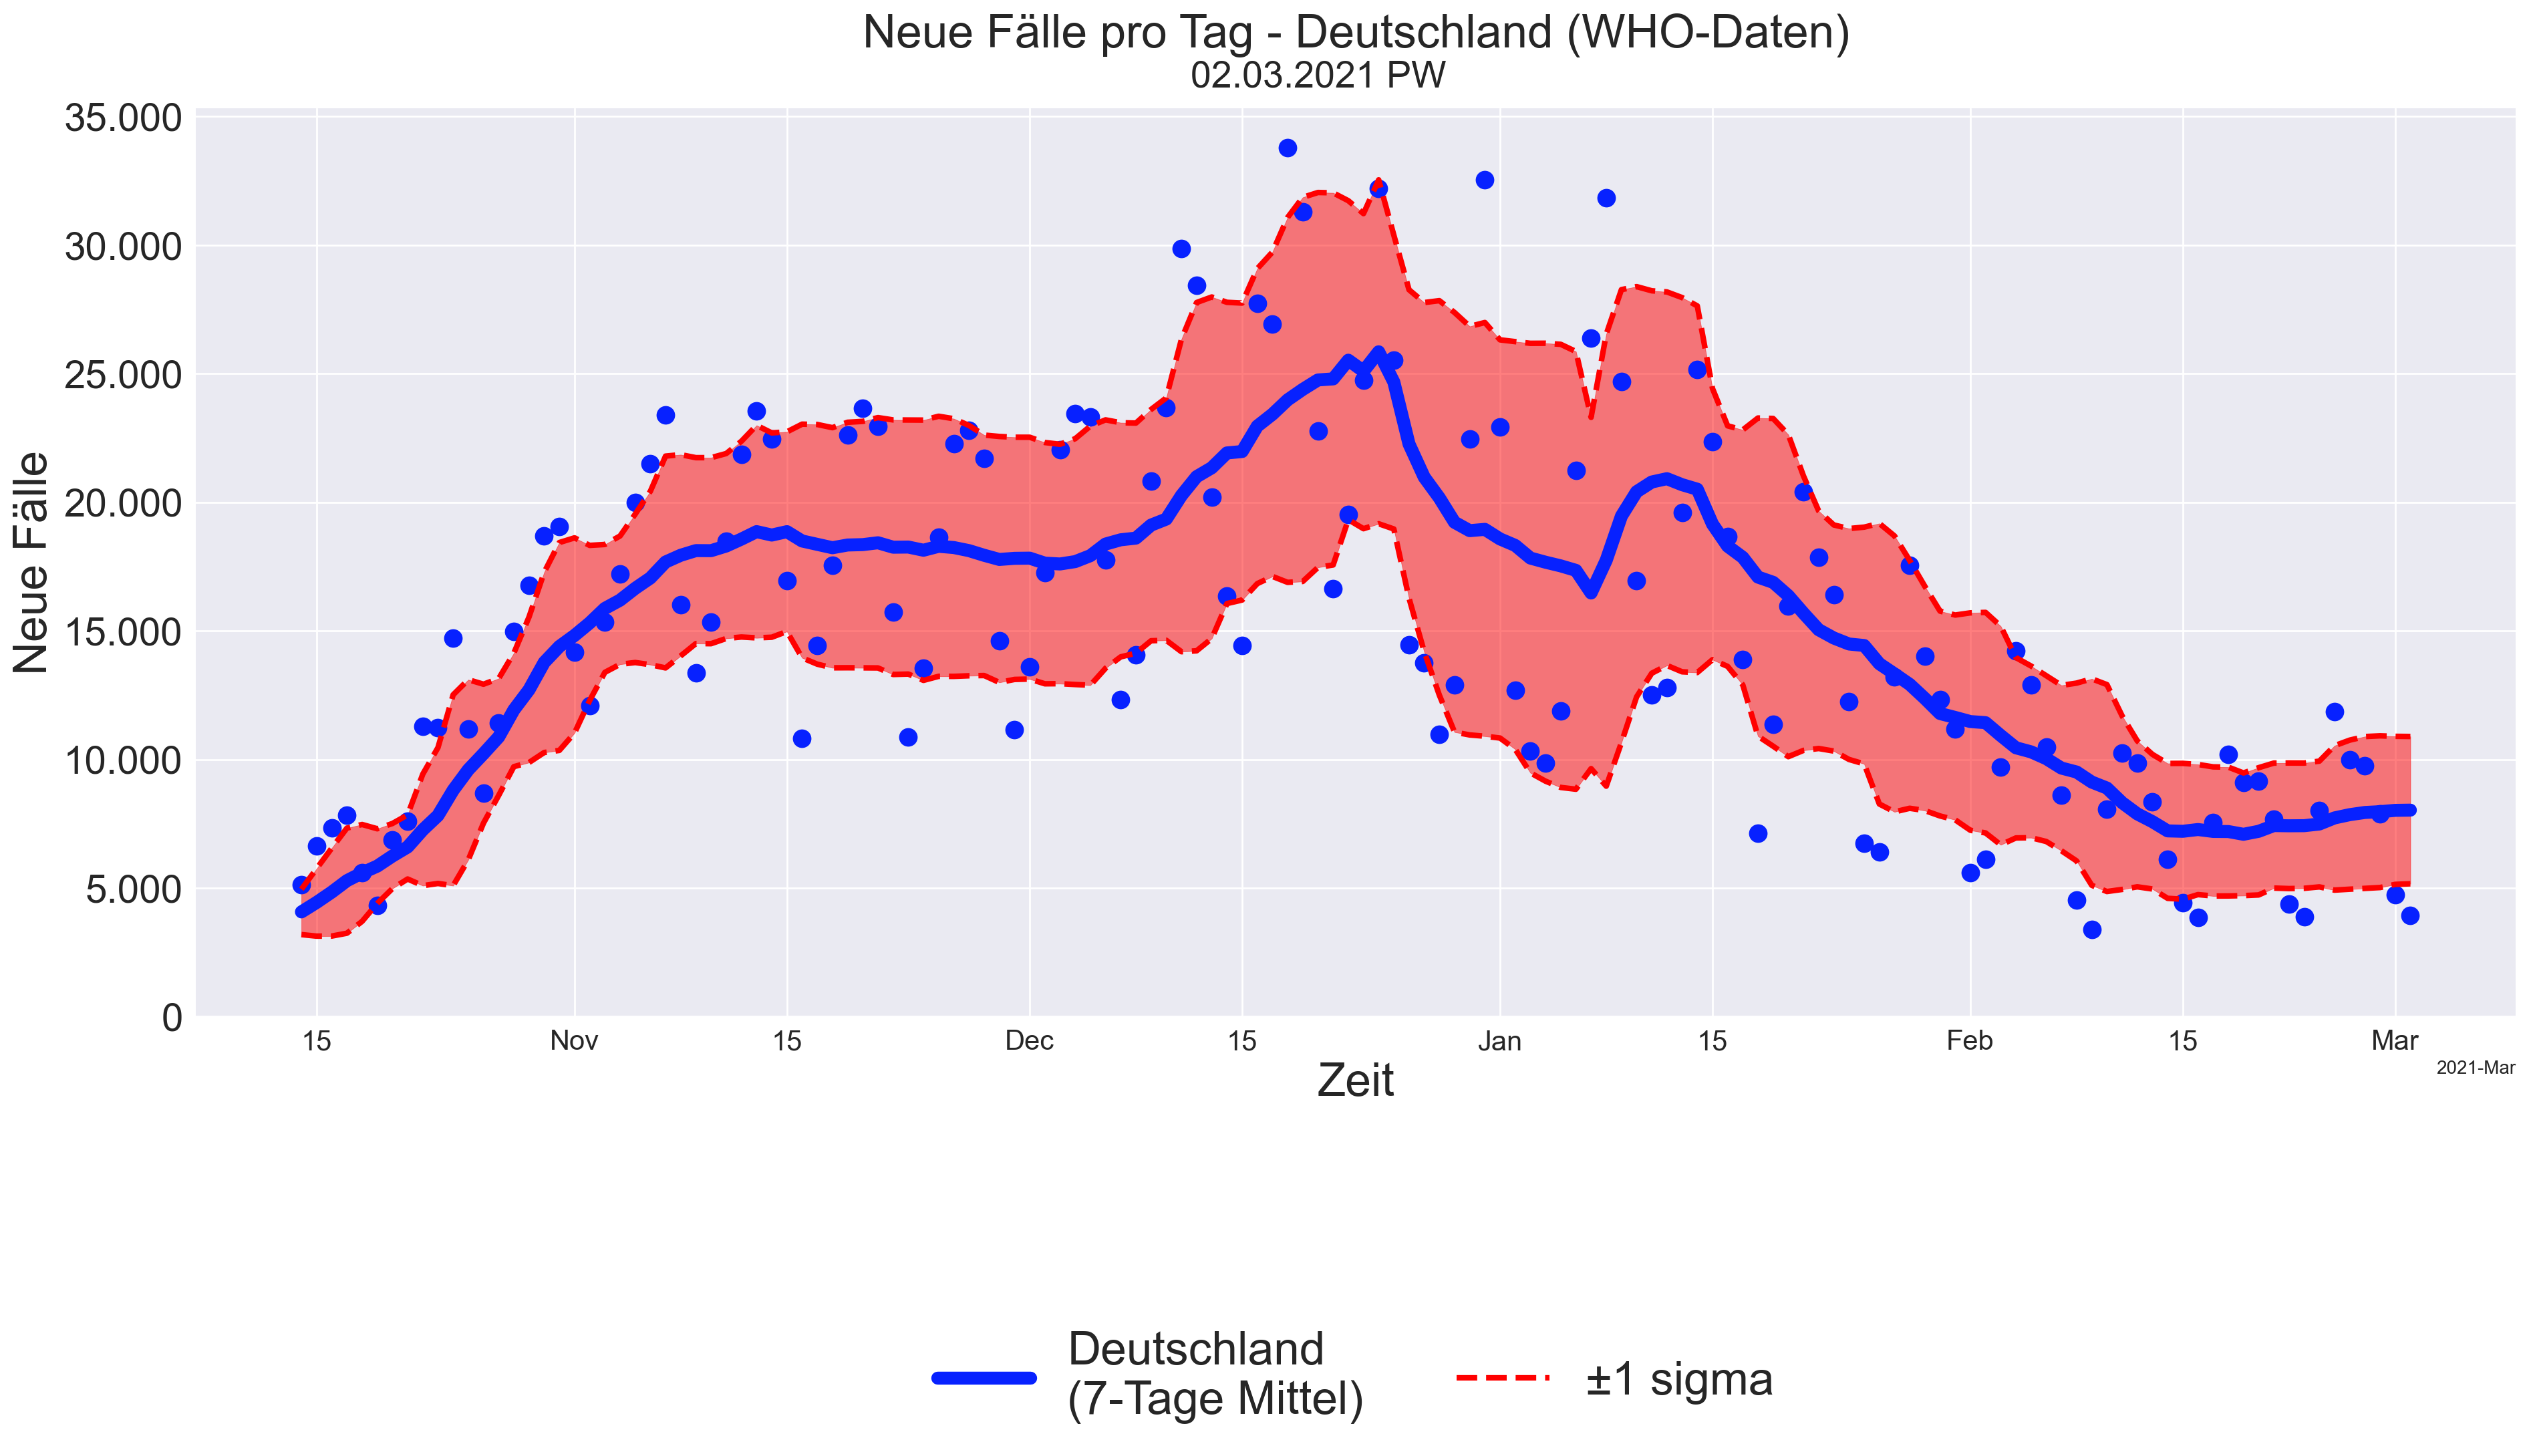 Neue Fälle pro Tag - Deutschland (WHO-Daten)
02.03.2021 PW
Neue Fälle
35.000
30.000
25.000
20.000
15.000
10.000
5.000
0
15
Nov
15
Dec
15
Jan
15
Feb
15
Mar
2021-Mar
Zeit
Deutschland
(7-Tage Mittel)
±1 sigma